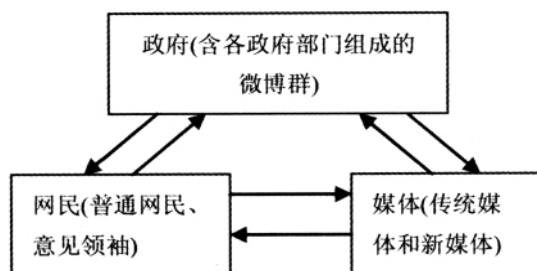 政府(含各政府部门组成的
微博群)
网民(普通网民、
意见领袖)
媒体(传统媒
体和新媒体)